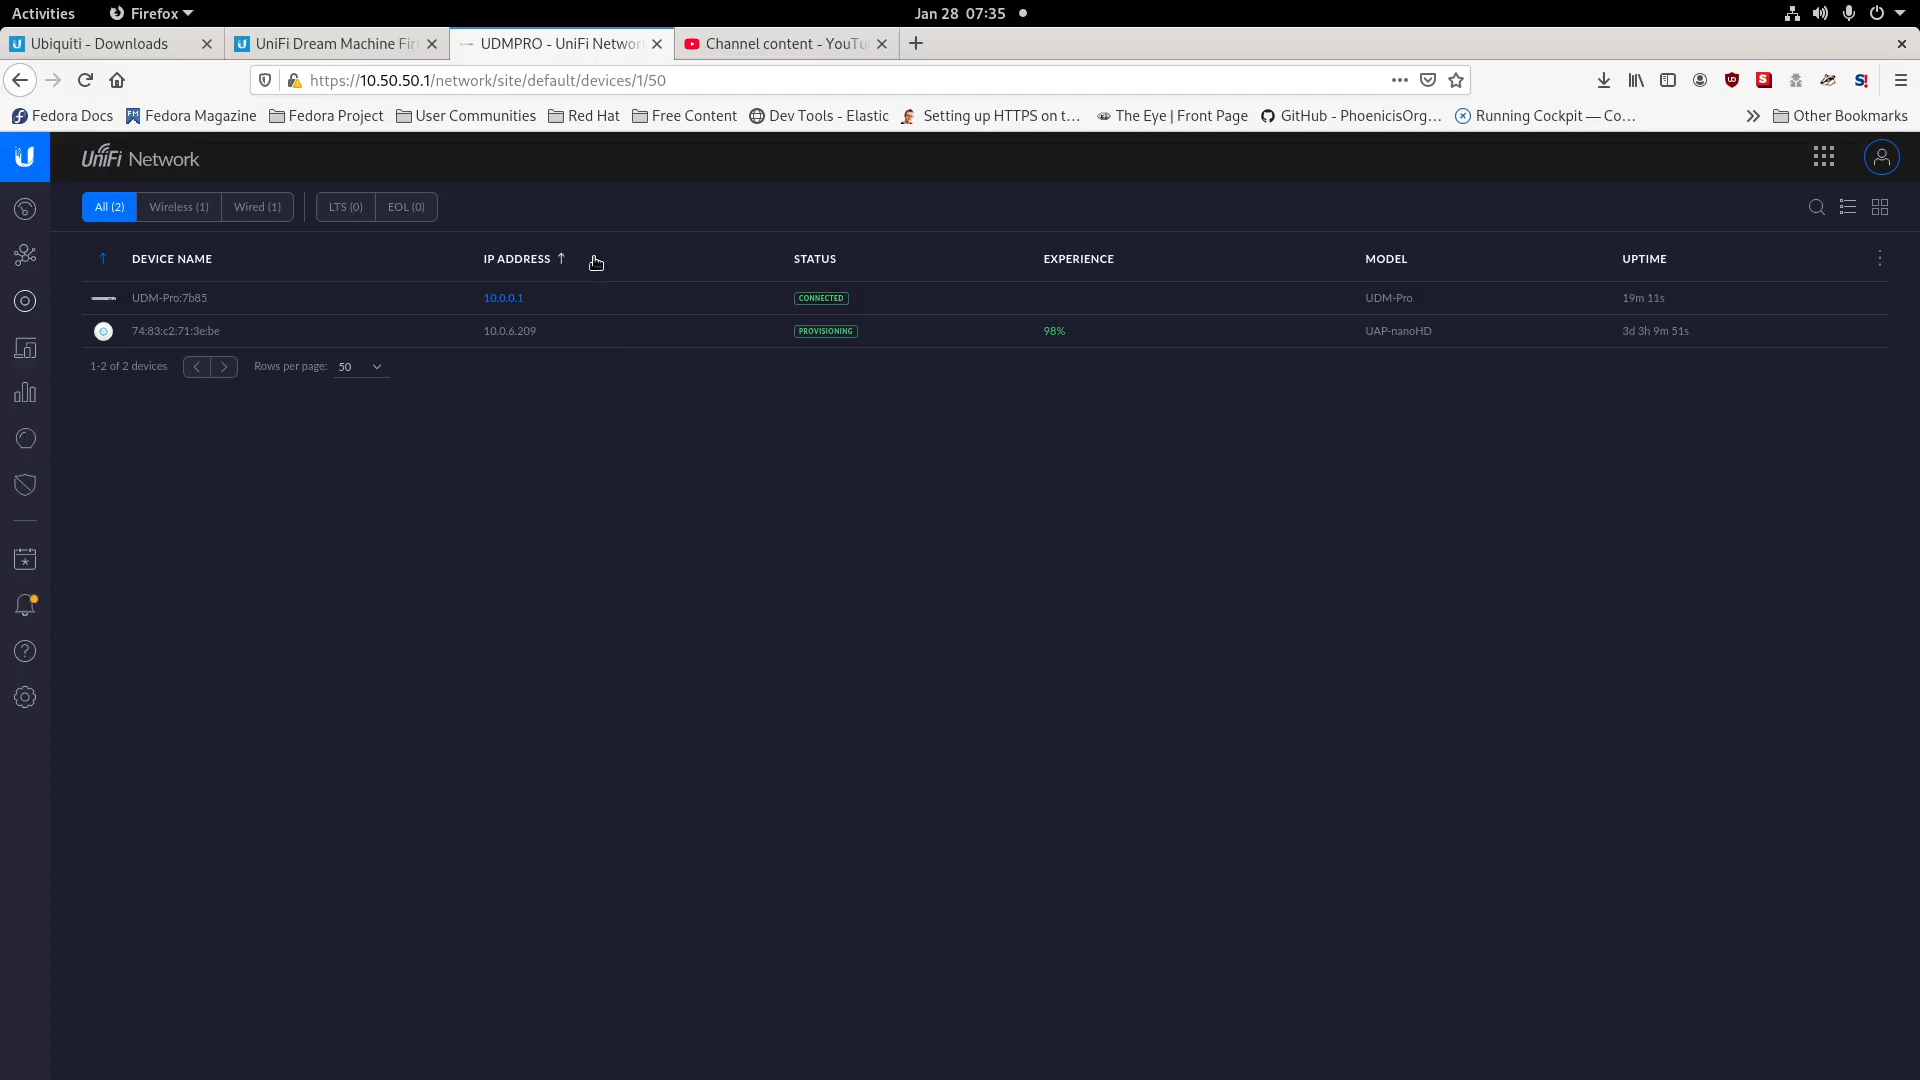 Activities Firefox Jan 28 07:35
Ubiquiti - Downloads UniFi Dream Machine Fir UDMPRO - UniFi Networ Channel content - YouTu
https://10.50.50.1/network/site/default/devices/1/50
Fedora Docs Fedora Magazine Fedora Project User Communities Red Hat Free Content Dev Tools - Elastic Setting up HTTPS on t... The Eye | Front Page GitHub - PhoenicisOrg... Running Cockpit — Co... Other Bookmarks
UniFi Network
All (2) Wireless (1) Wired (1) LTS (0) EOL (0)
DEVICE NAME IP ADDRESS STATUS EXPERIENCE MODEL UPTIME
UDM-Pro:7b85 10.0.0.1 CONNECTED UDM-Pro 19m 11s
74:83:c2:71:3e:be 10.0.6.209 PROVISIONING 98% UAP-nanoHD 3d 3h 9m 51s
1-2 of 2 devices Rows per page: 50